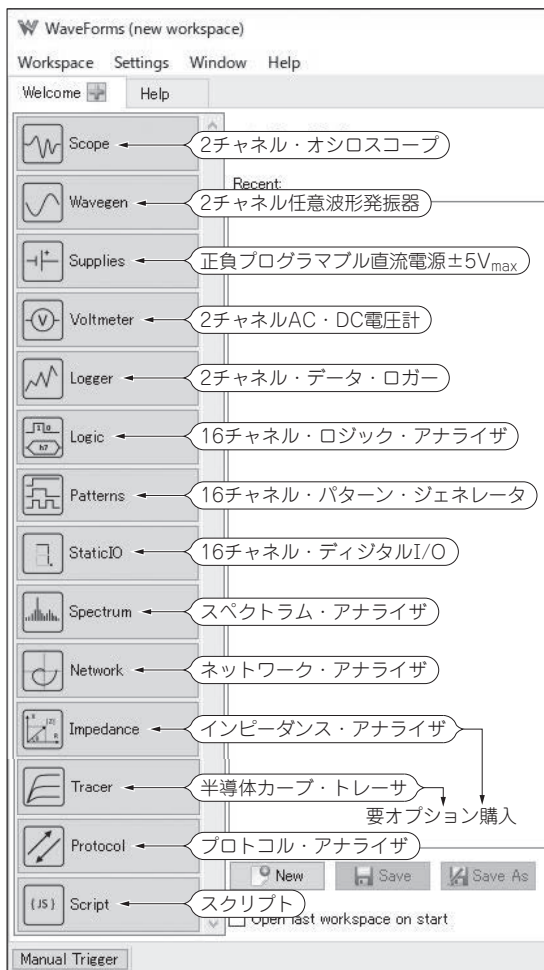 WaveForms (new workspace)
Workspace Settings Window Help
Welcome Help
Scope 2チャネル・オシロスコープ
Recent:
Wavegen 2チャネル任意波形発振器
Supplies 正負プログラマブル直流電源±5Vmax
Voltmeter 2チャネルAC・DC電圧計
Logger 2チャネル・データ・ロガー
Logic 16チャネル・ロジック・アナライザ
Patterns 16チャネル・パターン・ジェネレータ
StaticIO 16チャネル・ディジタルI/O
Spectrum スペクトラム・アナライザ
Network ネットワーク・アナライザ
Impedance インピーダンス・アナライザ
Tracer 半導体カーブ・トレーサ
要オプション購入
Protocol プロトコル・アナライザ
New Save Save As
{JS} Script スクリプト
Open last workspace on start
Manual Trigger